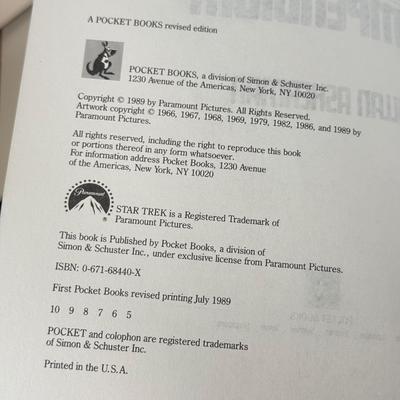 A POCKET BOOKS revised edition
POCKET BOOKS, a division of Simon & Schuster Inc.
1230 Avenue of the Americas, New York, NY 10020
Copyright © 1989 by Paramount Pictures. All Rights Reserved.
Artwork copyright © 1966, 1967, 1968, 1969, 1979, 1982, 1986, and 1989 by
Paramount Pictures.
All rights reserved, including the right to reproduce this book
or portions thereof in any form whatsoever.
For information address Pocket Books, 1230 Avenue
of the Americas, New York, NY 10020
Paramount
®
STAR TREK is a Registered Trademark of
Paramount Pictures.
This book is Published by Pocket Books, a division of
Simon & Schuster Inc., under exclusive license from Paramount Pictures.
ISBN: 0-671-68440-X
First Pocket Books revised printing July 1989
10 9 8 7 6 5
POCKET and colophon are registered trademarks
of Simon & Schuster Inc.
Printed in the U.S.A.